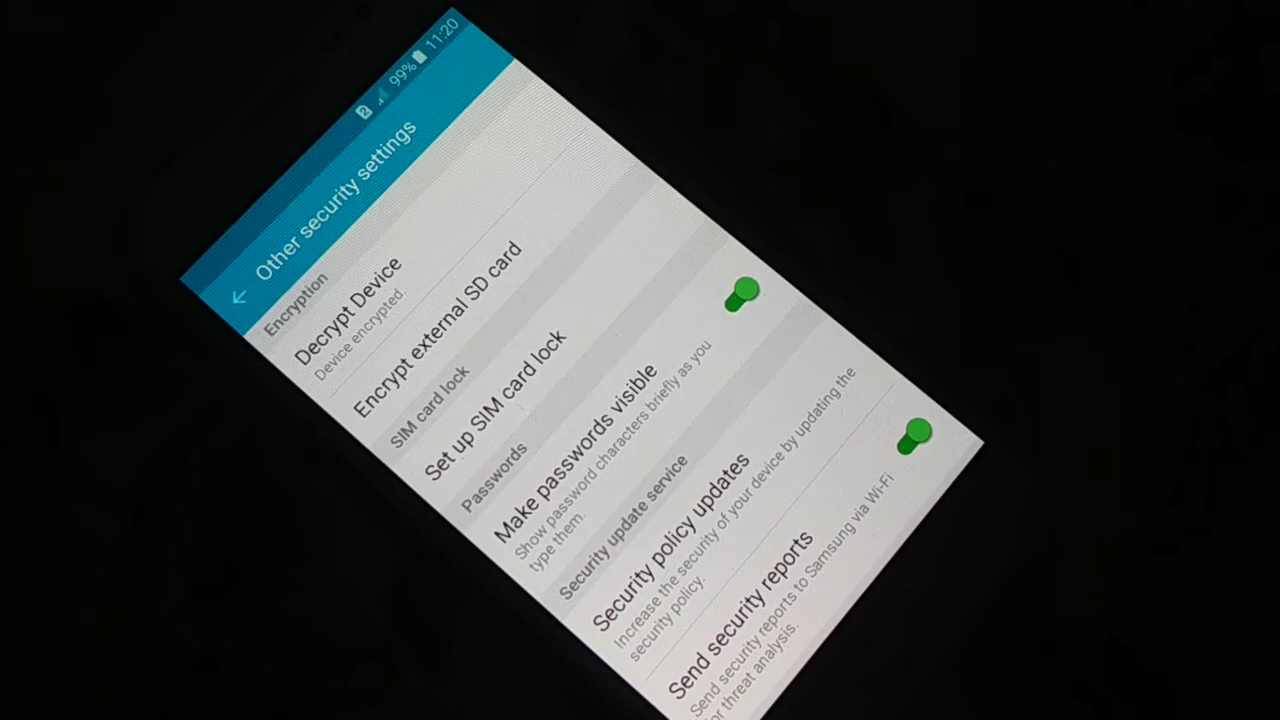 2 99% 11:20
Other security settings
Encryption
Decrypt Device
Device encrypted.
Encrypt external SD card
SIM card lock
Set up SIM card lock
Passwords
Make passwords visible
Show password characters briefly as you
type them.
Security update service
Security policy updates
Increase the security of your device by updating the
security policy.
Send security reports
Send security reports to Samsung via Wi-Fi
for threat analysis.